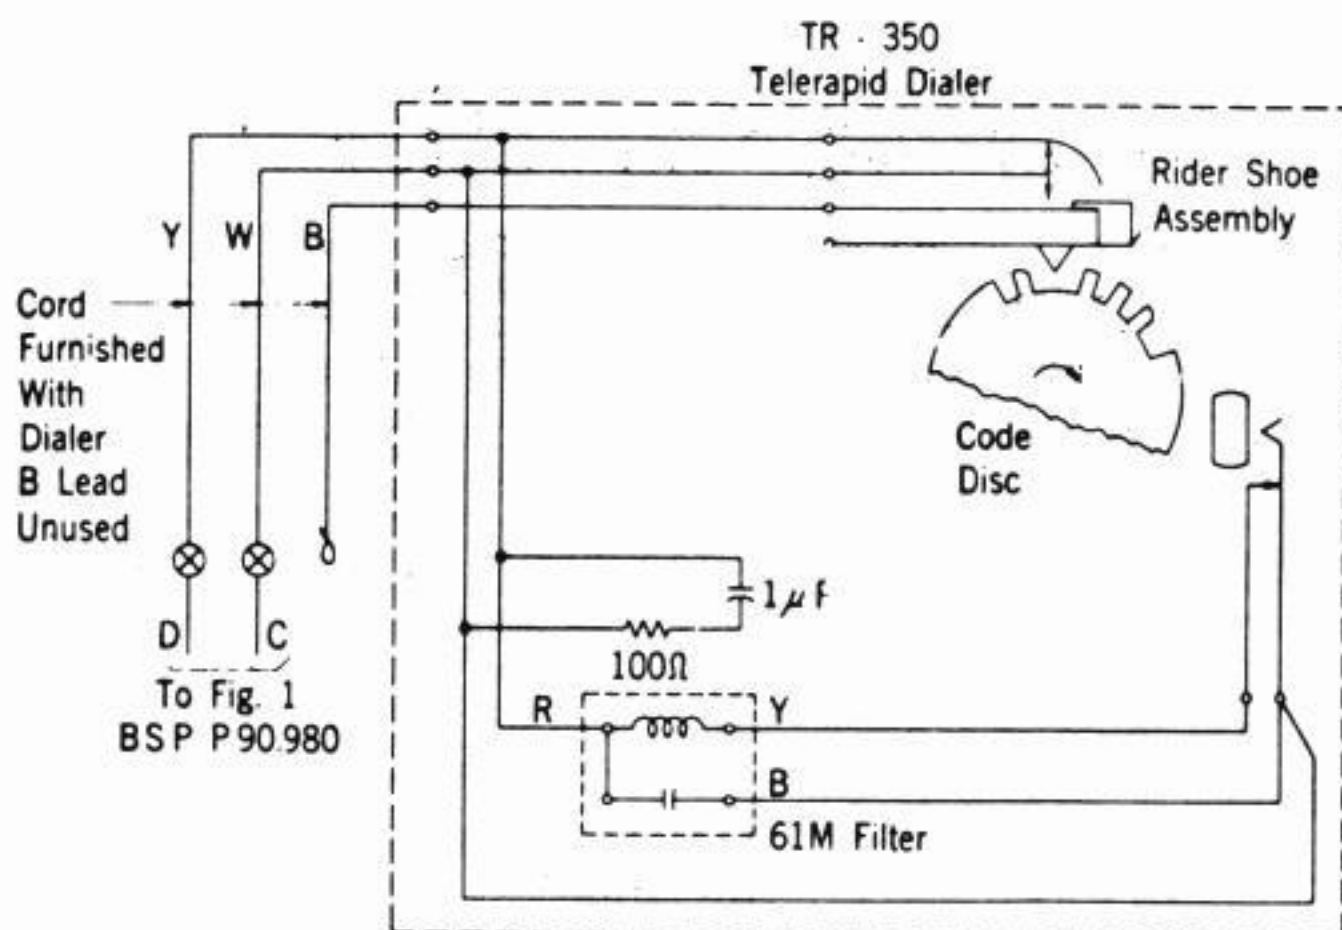 TR - 350
Telerapid Dialer
Rider Shoe
Assembly
Y
W
B
Cord
Furnished
With
Dialer
B Lead
Unused
Code
Disc
1μf
100Ω
D
C
To Fig. 1
BSP P90.980
R
Y
B
61M Filter